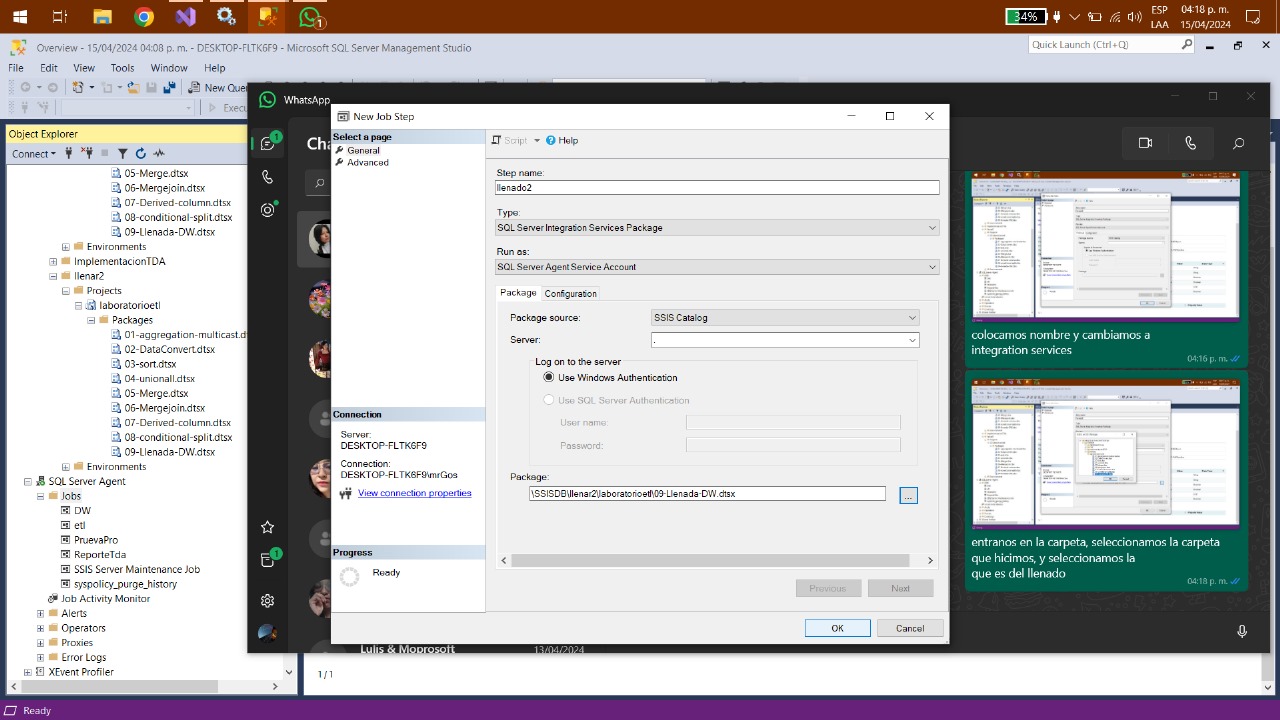 1
34%
ESP
LAA
04:18 p. m.
15/04/2024
Overview - 15/04/2024 04:08 p. m. - DESKTOP-FLTK6F9 - Microsoft SQL Server Management Studio
Quick Launch (Ctrl+Q)
File Edit View Tools Window Help
New Quer
Execu
Object Explorer
Connect
05-Merge.dtsx
06-Mergejoin.dtsx
07-Derived-column.dtsx
08-conditional-split.dtsx
09-Llenada-DW.dtsx
Environments
ImplementacionTDA
llenar2
Projects
laboratorioetl
Packages
01-aggregation-multicast.dt
02-DataConvert.dtsx
03-sort.dtsx
04-unionall.dtsx
05-Merge.dtsx
06-Mergejoin.dtsx
07-Derived-column.dtsx
08-conditional-split.dtsx
09-Llenada-DW.dtsx
Environments
SQL Server Agent
Jobs
DW
etl
PruevaPro
ReporteTda
SSIS Server Maintenance Job
syspolicy_purge_history
Job Activity Monitor
Alerts
Operators
Proxies
Error Logs
XEvent Profiler
Ready
WhatsApp
1
Cha
1
Luis & Moprosoft
13/04/2024
1 / 1
New Job Step
Select a page
General
Advanced
Connection
Server:
DESKTOP-FLTK6F9
Connection:
DESKTOP-FLTK6F9\mrGos
View connection properties
Progress
Ready
Script
Help
Step name:
llenado2
Type:
SQL Server Integration Services Package
Run as:
SQL Server Agent Service Account
Package
Configuration
Package source:
SSIS Catalog
Server:
.
Log on to the server
Use Windows Authentication
Use SQL Server Authentication
User name:
Password:
Package:
\SSISDB\llenar2\laboratorioetl\09-Llenada-DW.dtsx
...
Previous
Next
OK
Cancel
colocamos nombre y cambiamos a
integration services
04:16 p. m.
entranos en la carpeta, seleccionamos la carpeta
que hicimos, y seleccionamos la
que es del llenado
04:18 p. m.